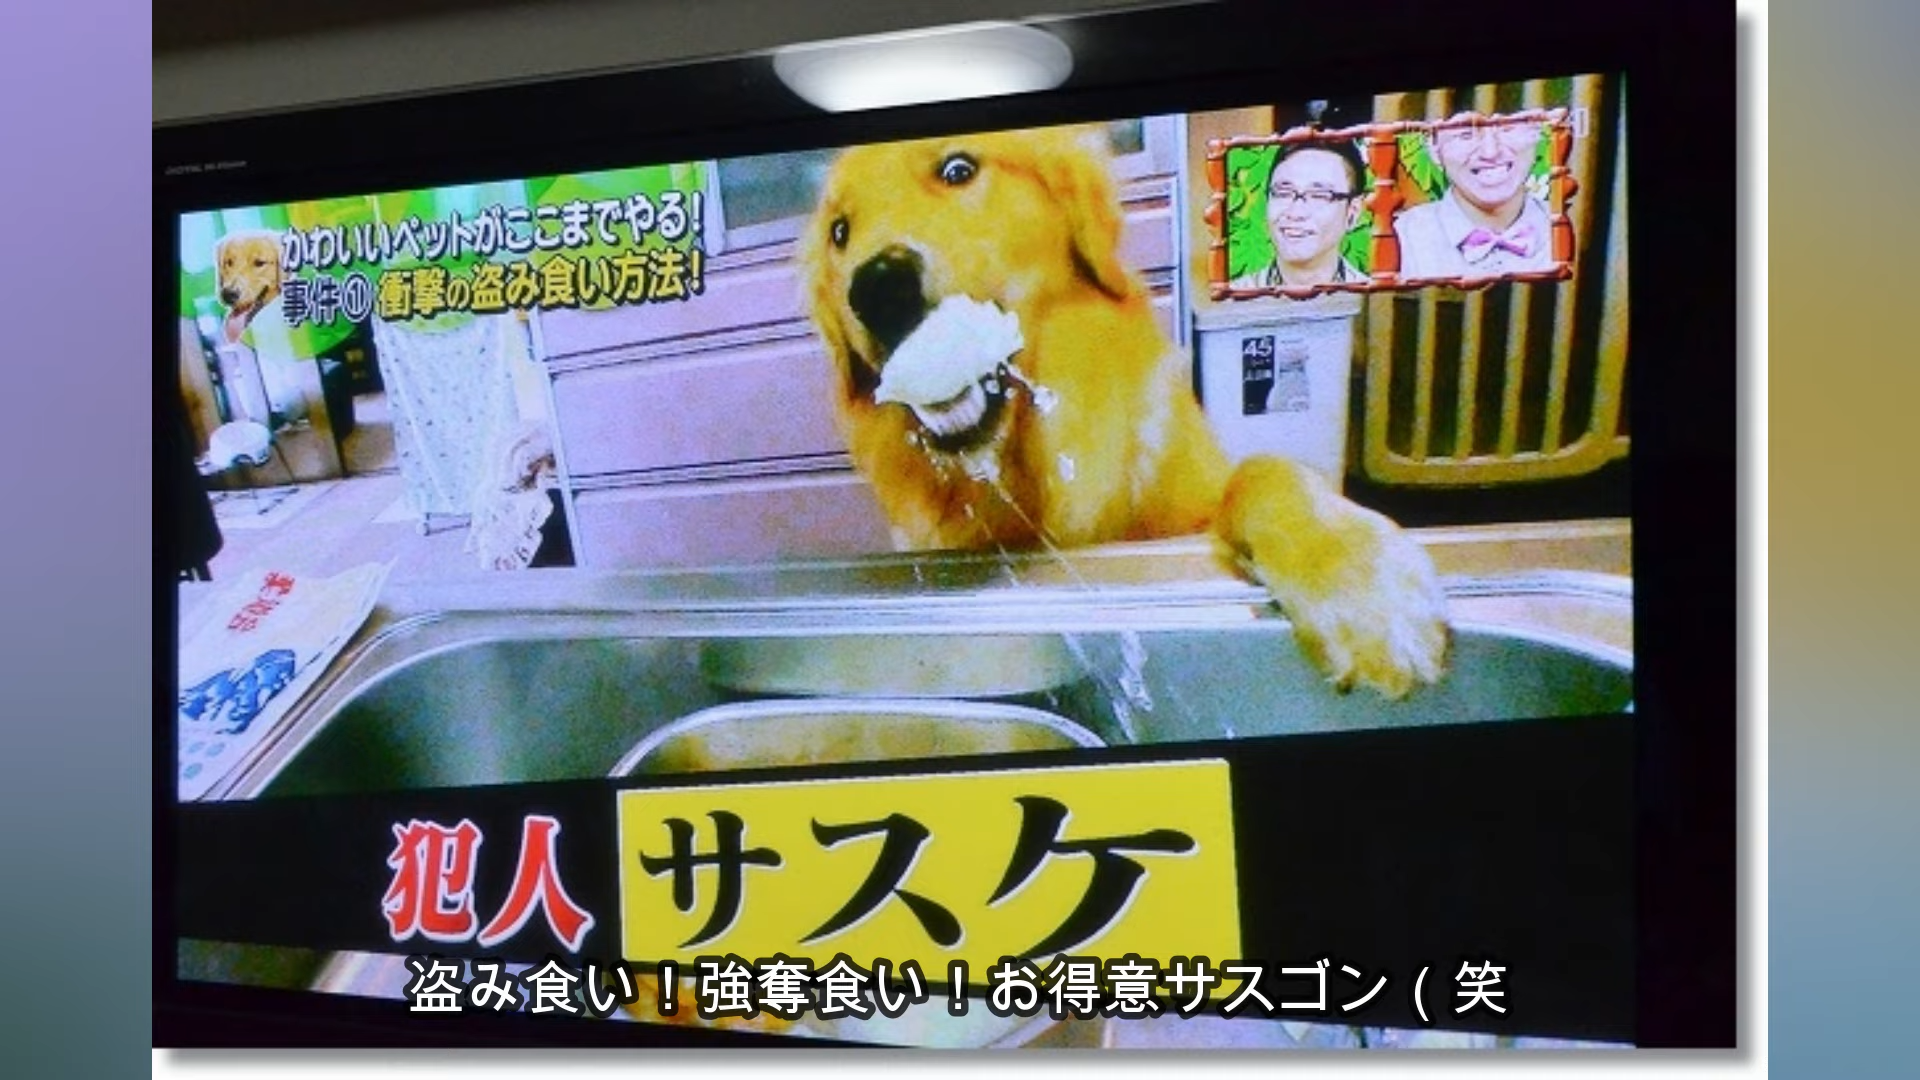 かわいいペットがここまでやる!
事件① 衝撃の盗み食い方法!
45
犯人 サスケ
盗み食い！強奪食い！お得意サスゴン（笑